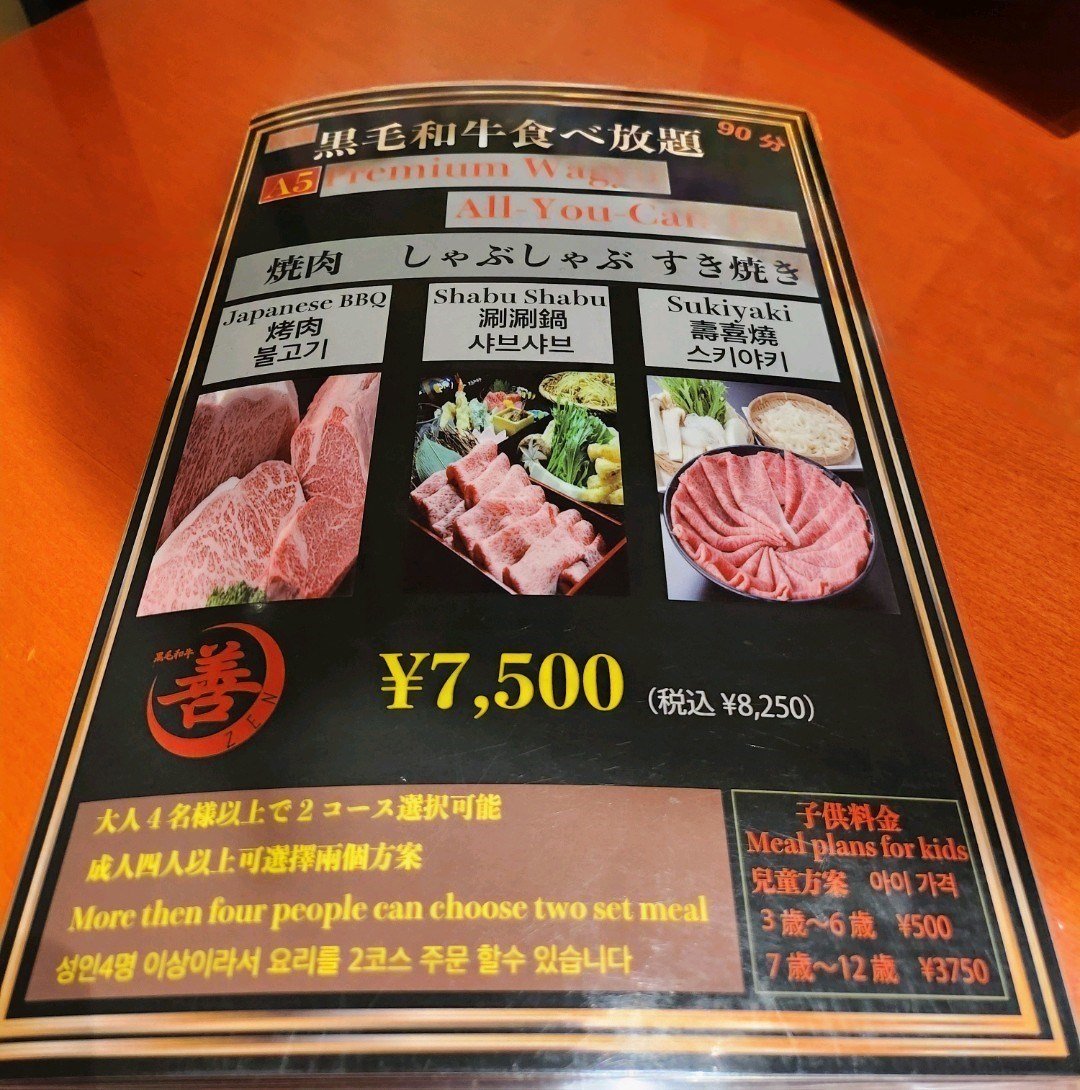 黒毛和牛食べ放題 90 分
A5 Premium Wagyu
All-You-Can
焼肉 しゃぶしゃぶ すき焼き
Japanese BBQ
烤肉
불고기
Shabu Shabu
涮涮鍋
샤브샤브
Sukiyaki
壽喜燒
스키야키
黒毛和牛
善
ZEN
¥7,500 (税込 ¥8,250)
大人4名様以上で2コース選択可能
成人四人以上可選擇兩個方案
More then four people can choose two set meal
성인4명 이상이라서 요리를 2코스 주문 할수 있습니다
子供料金
Meal plans for kids
兒童方案 아이 가격
3歳～6歳 ¥500
7歳～12歳 ¥3750